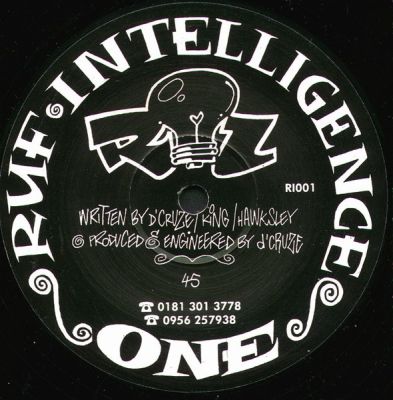 RUF INTELLIGENCE
RI001
WRITTEN BY D'CRUZE / KING / HAWKSLEY
© PRODUCED & ENGINEERED BY d'CRUZE
45
☎ 0181 301 3778
☎ 0956 257938
ONE